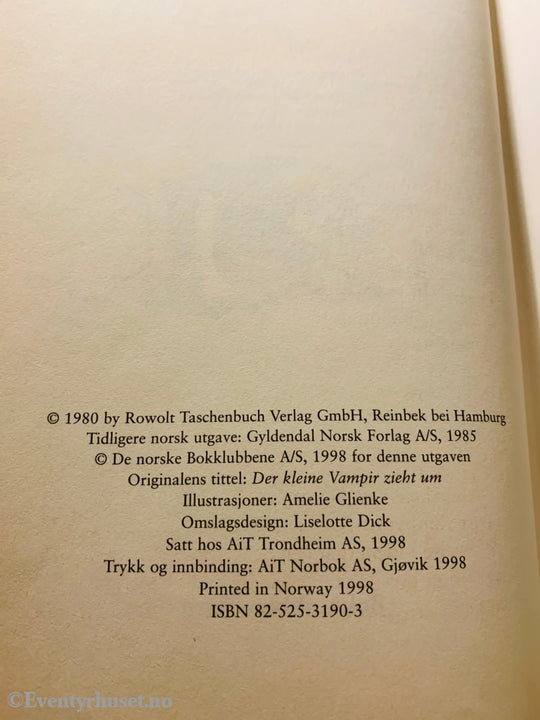 © 1980 by Rowolt Taschenbuch Verlag GmbH, Reinbek bei Hamburg
Tidligere norsk utgave: Gyldendal Norsk Forlag A/S, 1985
© De norske Bokklubbene A/S, 1998 for denne utgaven
Originalens tittel: Der kleine Vampir zieht um
Illustrasjoner: Amelie Glienke
Omslagsdesign: Liselotte Dick
Satt hos AiT Trondheim AS, 1998
Trykk og innbinding: AiT Norbok AS, Gjøvik 1998
Printed in Norway 1998
ISBN 82-525-3190-3
©Eventyrhuset.no